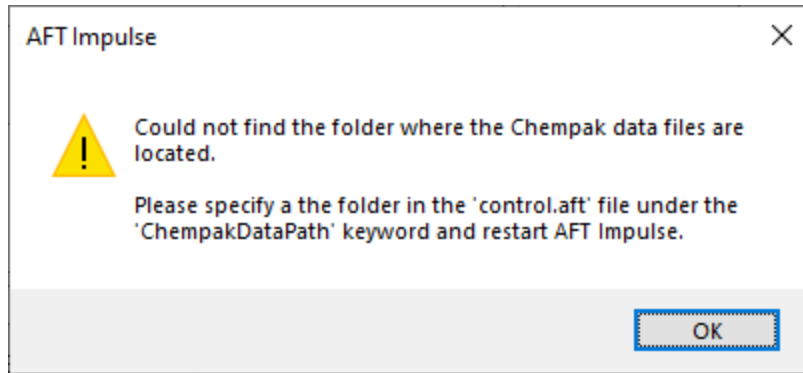 AFT Impulse
Could not find the folder where the Chempak data files are
located.
Please specify a the folder in the 'control.aft' file under the
'ChempakDataPath' keyword and restart AFT Impulse.
OK